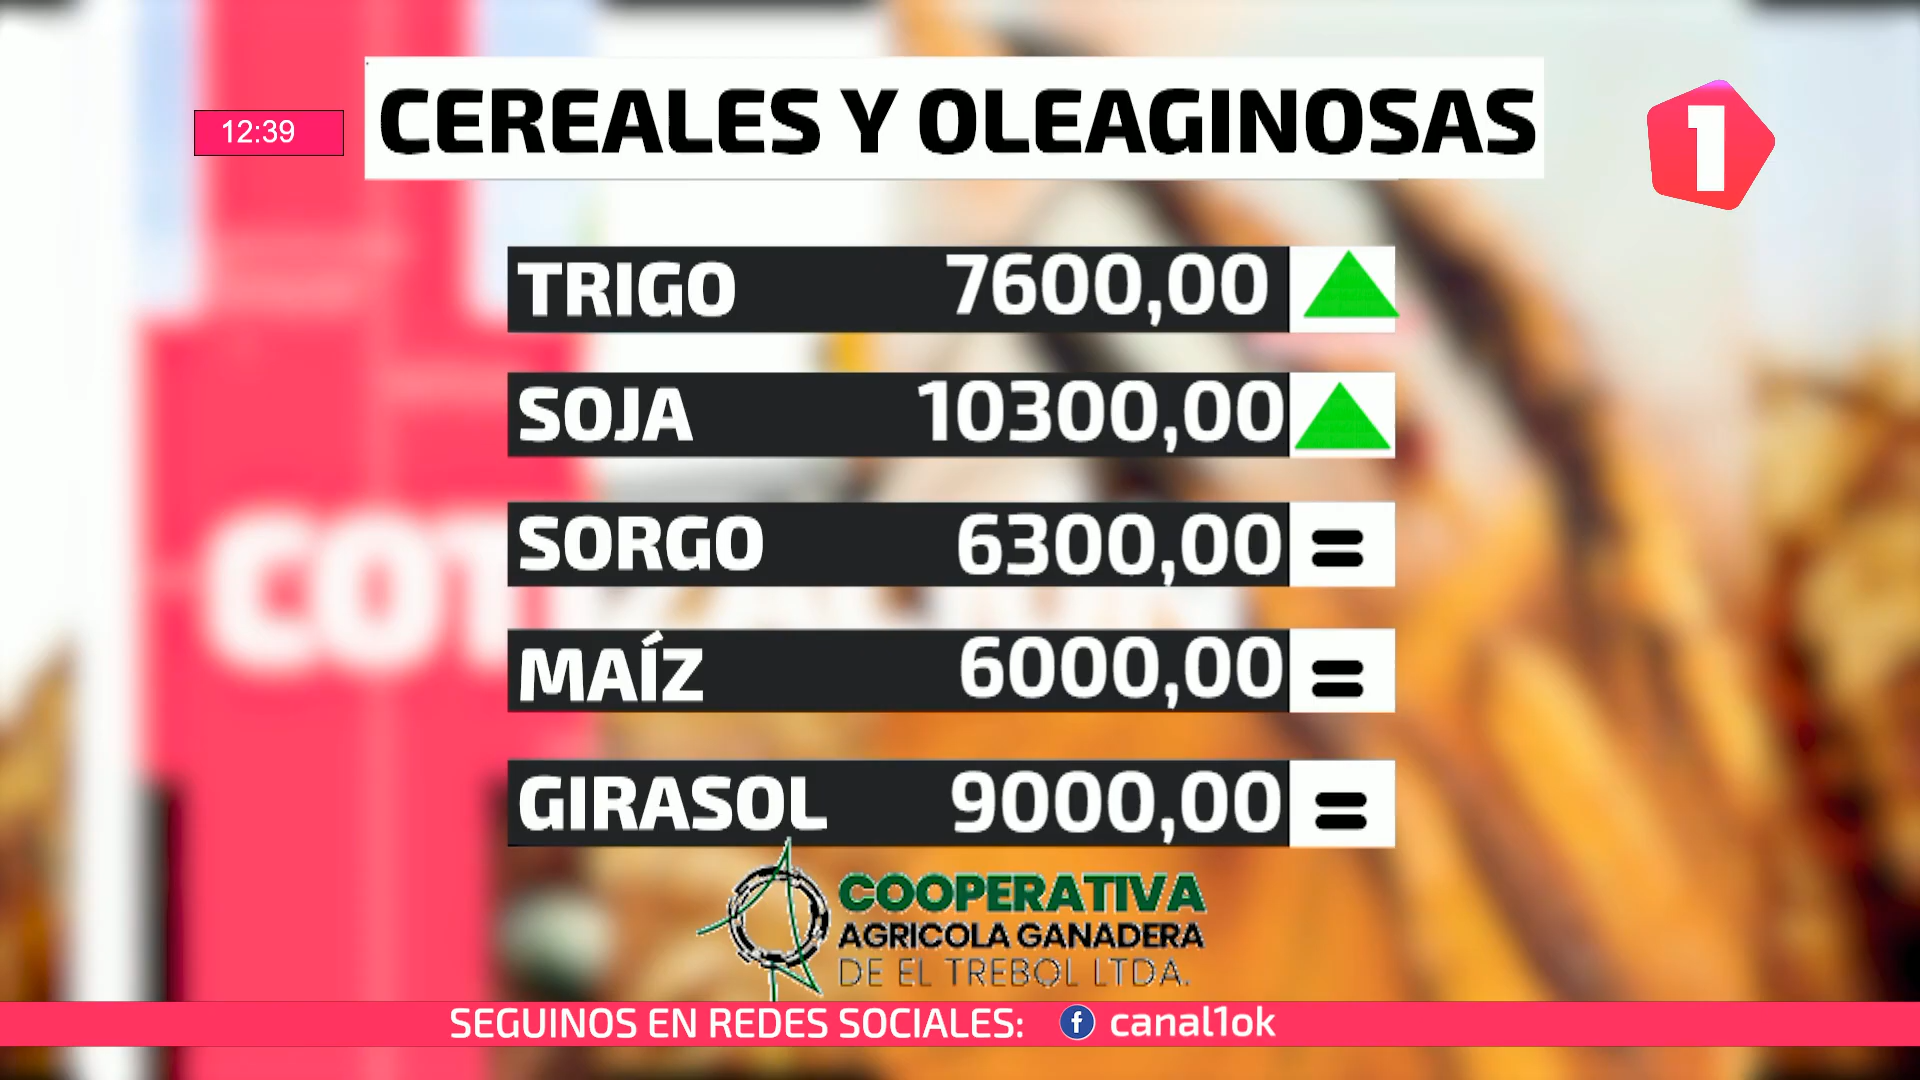 12:39
CEREALES Y OLEAGINOSAS
1
TRIGO 7600,00
SOJA 10300,00
SORGO 6300,00 =
MAÍZ 6000,00 =
GIRASOL 9000,00 =
COT
COOPERATIVA
AGRICOLA GANADERA
DE EL TREBOL LTDA.
SEGUINOS EN REDES SOCIALES: f canal1ok